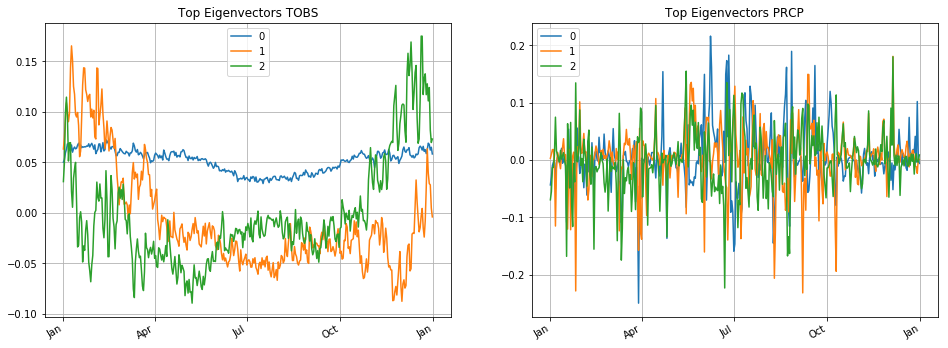 Top Eigenvectors TOBS
0
1
2
0.15
0.10
0.05
0.00
−0.05
−0.10
Jan
Apr
Jul
Oct
Jan
Top Eigenvectors PRCP
0
1
2
0.2
0.1
0.0
−0.1
−0.2
Jan
Apr
Jul
Oct
Jan